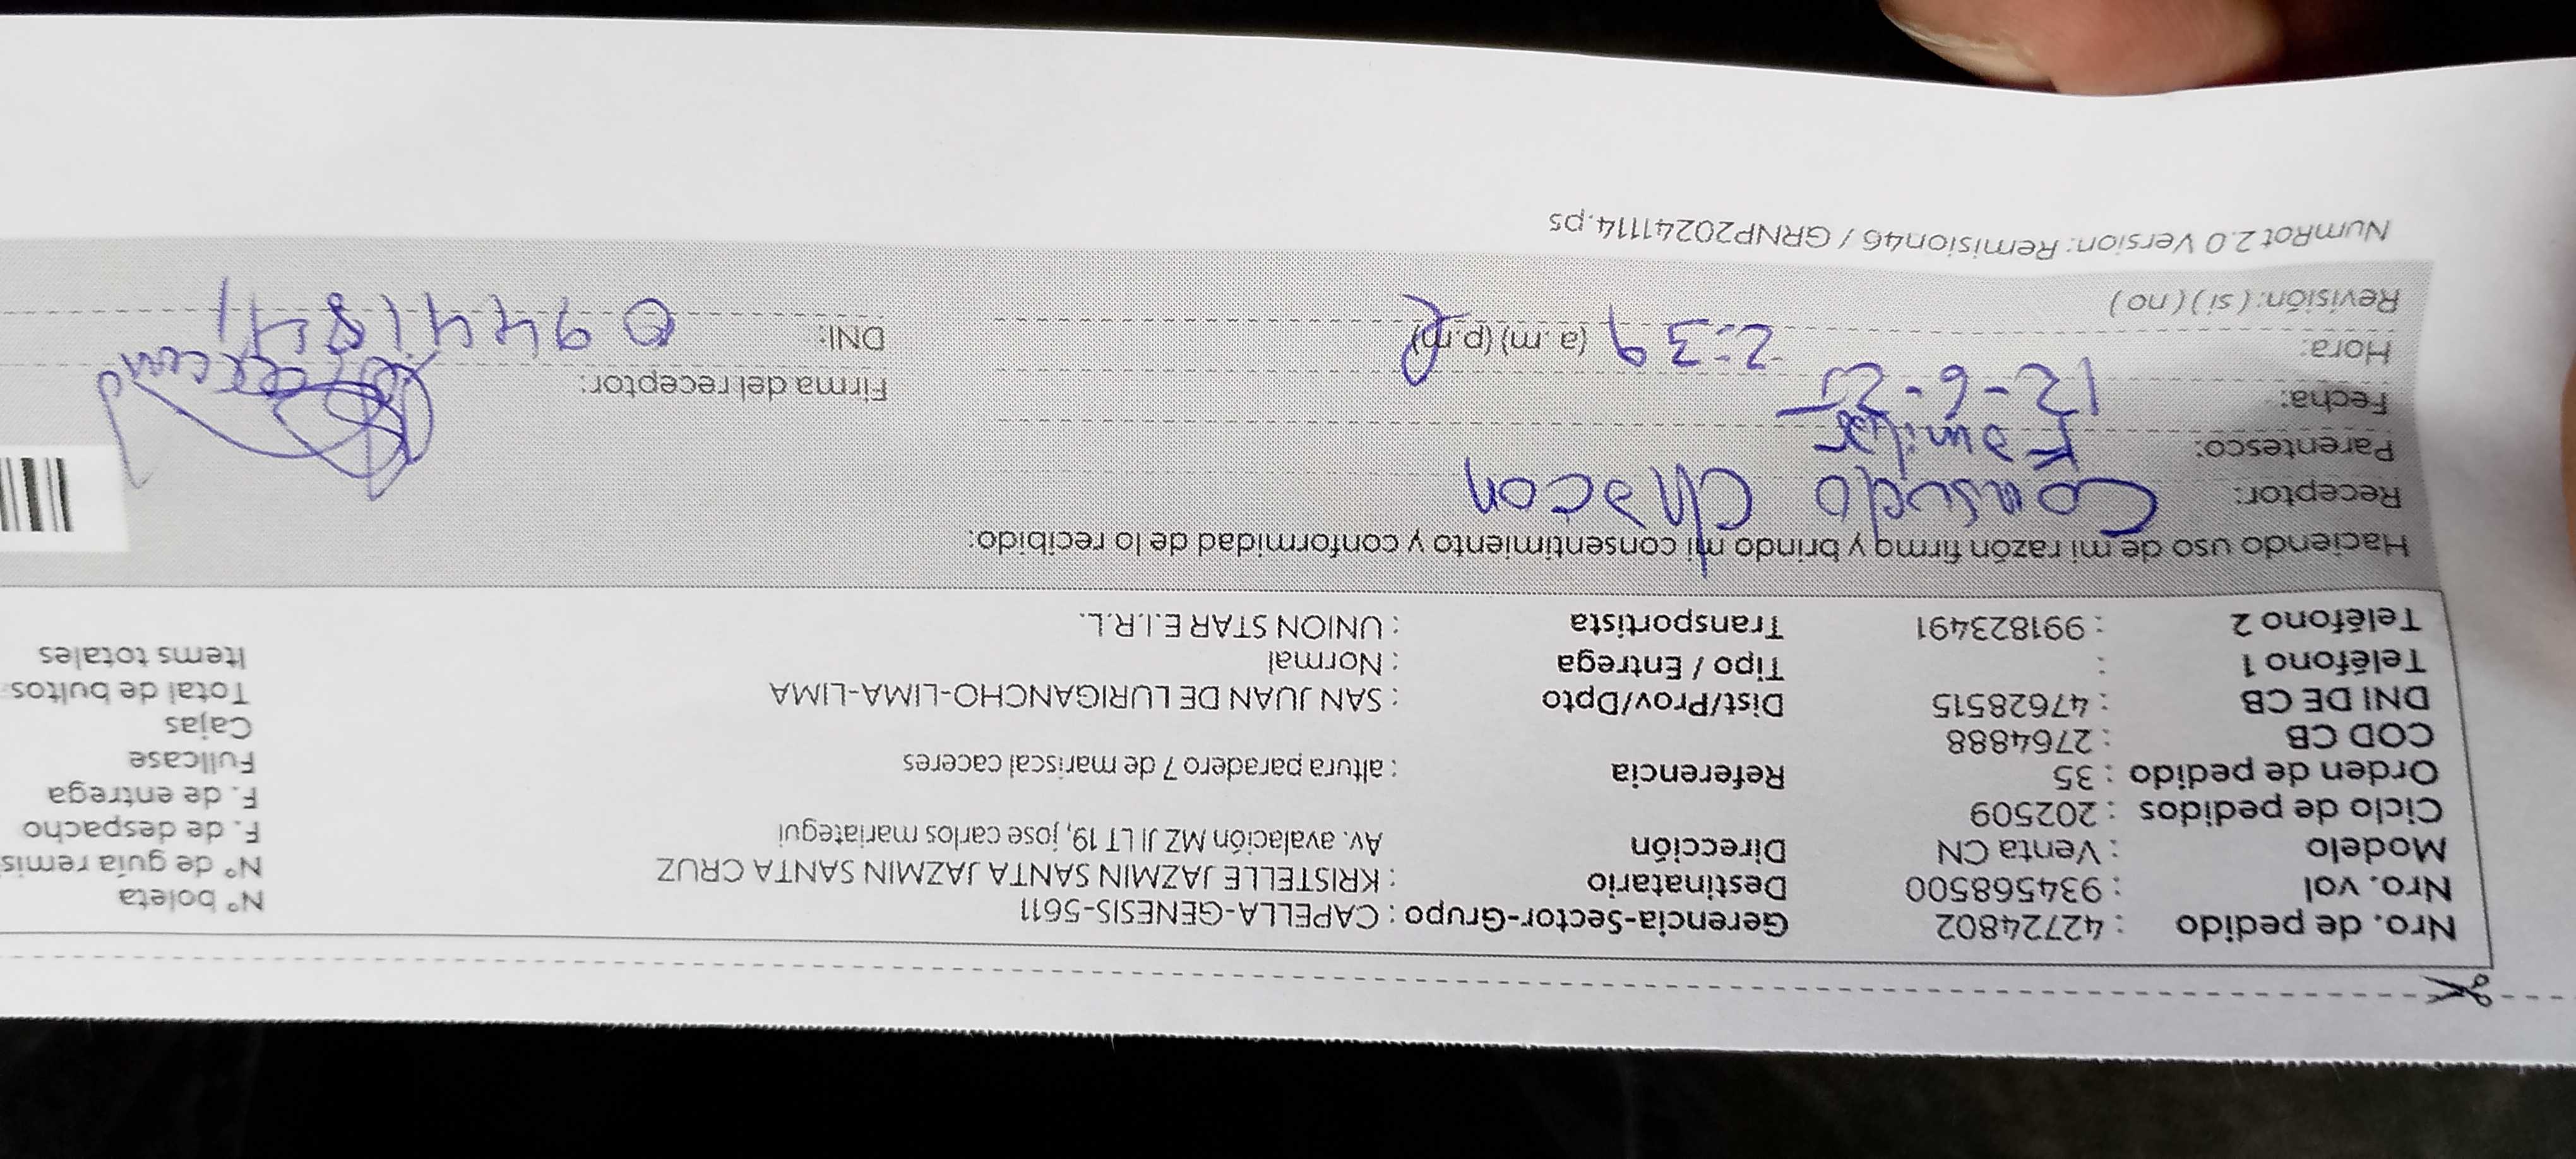 Nro. de pedido : 42724802 Gerencia-Sector-Grupo : CAPELLA-GENESIS-5611 N° boleta
Nro. vol : 934568500 Destinatario : KRISTELLE JAZMIN SANTA JAZMIN SANTA CRUZ N° de guía remis
Modelo : Venta CN Dirección Av. avalación MZ JI LT 19, jose carlos mariategui F. de despacho
Ciclo de pedidos : 202509 F. de entrega
Orden de pedido : 35 Referencia : altura paradero 7 de mariscal caceres Fullcase
COD CB : 2764888 Cajas
DNI DE CB : 47628515 Dist/Prov/Dpto : SAN JUAN DE LURIGANCHO-LIMA-LIMA Total de bultos
Teléfono 1 : Tipo / Entrega : Normal Items totales
Teléfono 2 : 991823491 Transportista : UNION STAR E.I.R.L.
Haciendo uso de mi razón firmo y brindo mi consentimiento y conformidad de lo recibido:
Receptor: Consuelo Chacon
Parentesco: Familiar
Fecha: 12-6-25 Firma del receptor:
Hora: 2:39 (a.m) (p.m) DNI:
Revisión: ( si ) ( no )
NumRot 2.0 Version: Remision46 / GRNP20241114.ps